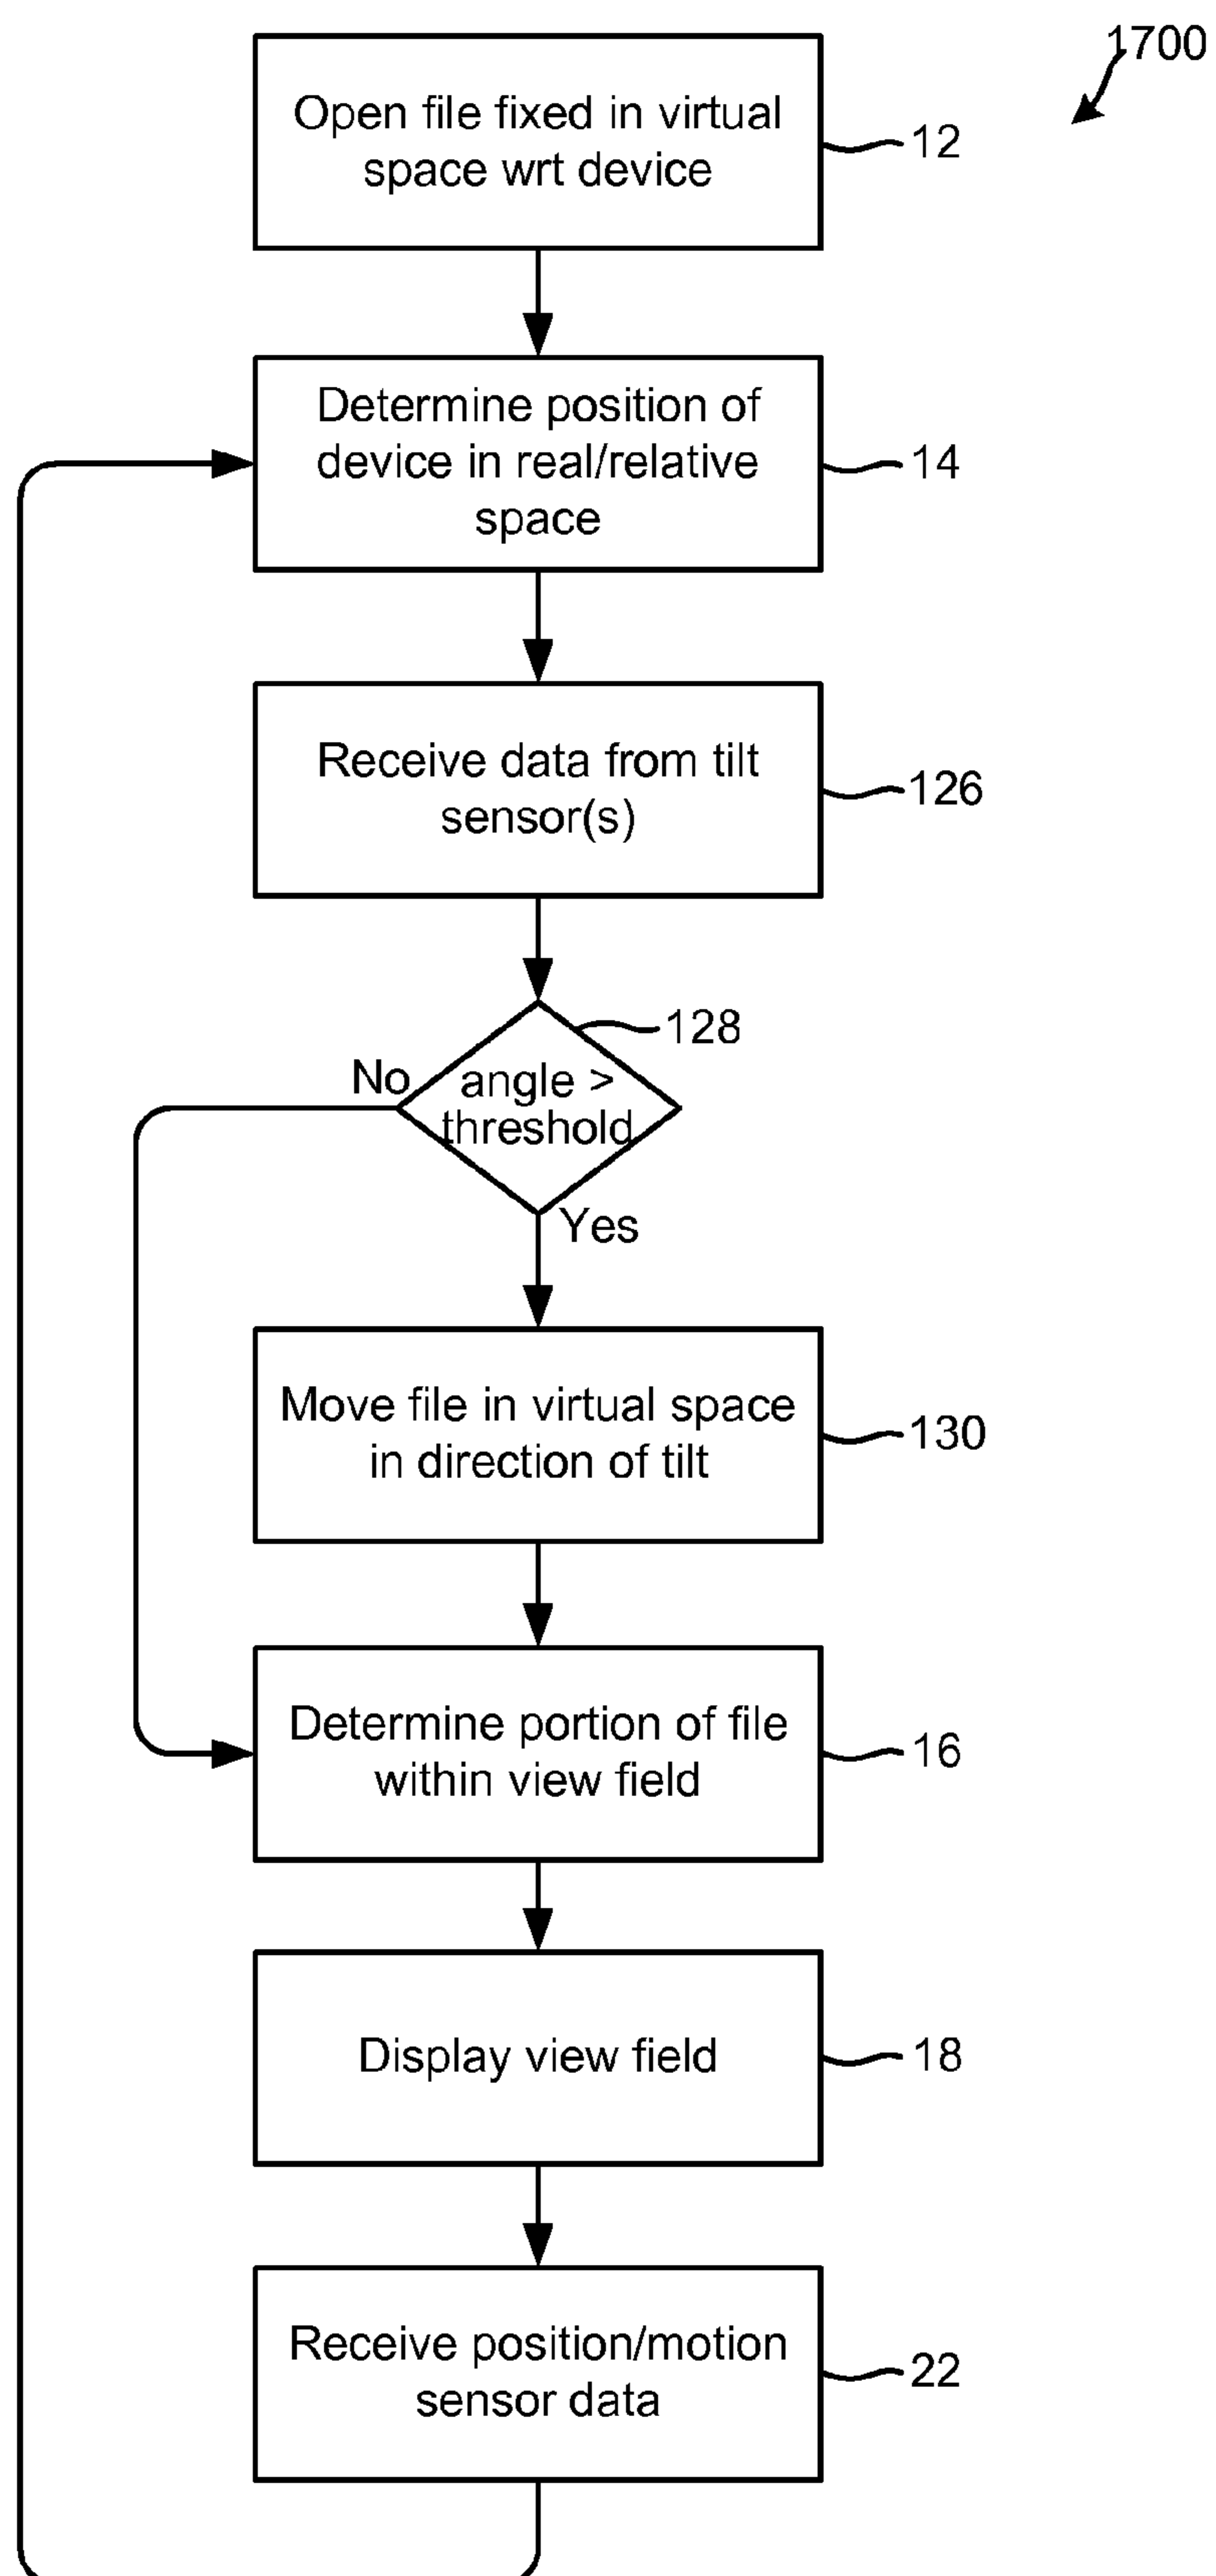 1700
Open file fixed in virtual
space wrt device
12
Determine position of
device in real/relative
space
14
Receive data from tilt
sensor(s)
126
128
No
angle >
threshold
Yes
Move file in virtual space
in direction of tilt
130
Determine portion of file
within view field
16
Display view field
18
Receive position/motion
sensor data
22